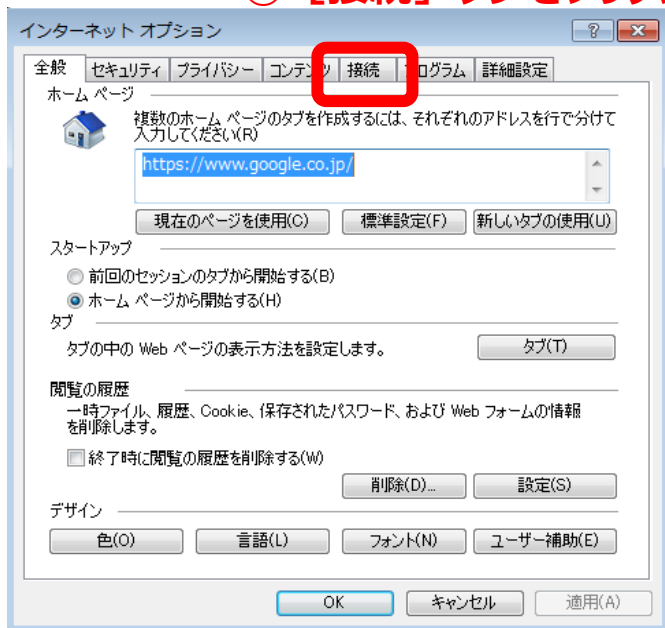 [接続]
インターネット オプション
全般 セキュリティ プライバシー コンテンツ 接続 プログラム 詳細設定
ホーム ページ
複数のホーム ページのタブを作成するには、それぞれのアドレスを行で分けて
入力してください(R)
https://www.google.co.jp/
現在のページを使用(C) 標準設定(F) 新しいタブの使用(U)
スタートアップ
前回のセッションのタブから開始する(B)
ホーム ページから開始する(H)
タブ
タブの中の Web ページの表示方法を設定します。 タブ(T)
閲覧の履歴
一時ファイル、履歴、Cookie、保存されたパスワード、および Web フォームの情報
を削除します。
終了時に閲覧の履歴を削除する(W)
削除(D)... 設定(S)
デザイン
色(O) 言語(L) フォント(N) ユーザー補助(E)
OK キャンセル 適用(A)